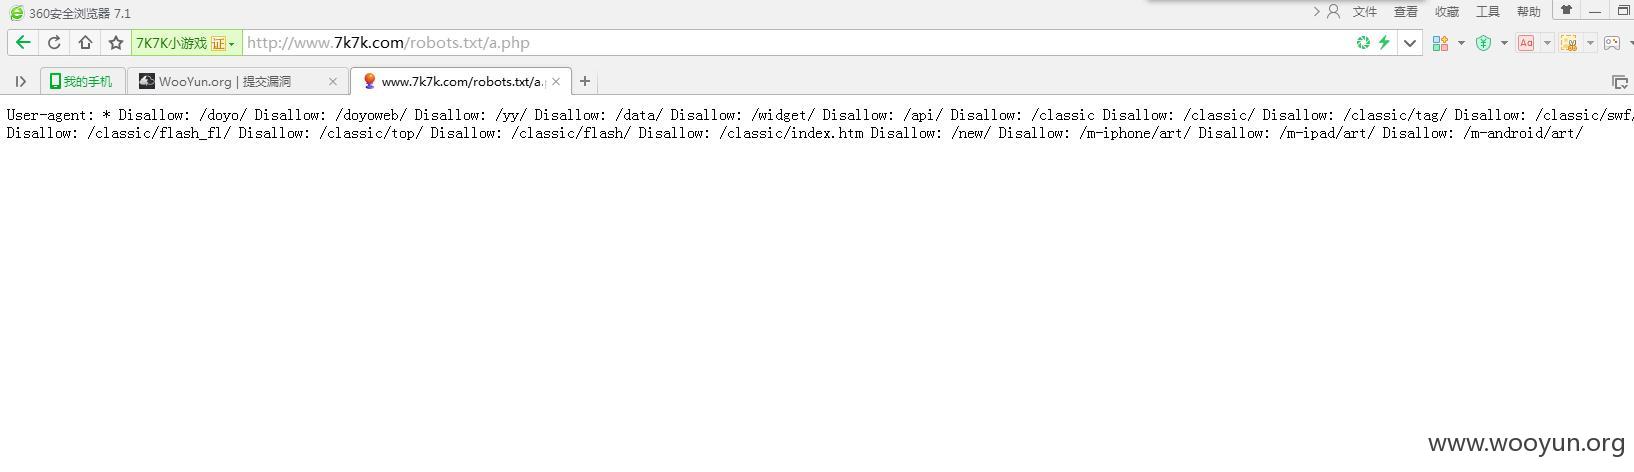 360安全浏览器 7.1
文件 查看 收藏 工具 帮助
7K7K小游戏 证 http://www.7k7k.com/robots.txt/a.php
Aa
我的手机 WooYun.org | 提交漏洞 www.7k7k.com/robots.txt/a.
User-agent: * Disallow: /doyo/ Disallow: /doyoweb/ Disallow: /yy/ Disallow: /data/ Disallow: /widget/ Disallow: /api/ Disallow: /classic Disallow: /classic/ Disallow: /classic/tag/ Disallow: /classic/swf/
Disallow: /classic/flash_fl/ Disallow: /classic/top/ Disallow: /classic/flash/ Disallow: /classic/index.htm Disallow: /new/ Disallow: /m-iphone/art/ Disallow: /m-ipad/art/ Disallow: /m-android/art/
www.wooyun.org